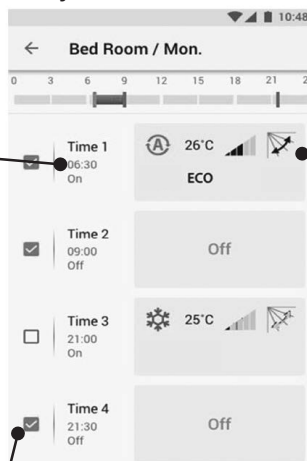 10:48
Bed Room / Mon.
0 3 6 9 12 15 18 21 2
Time 1
06:30
On
A 26°C
ECO
Time 2
09:00
Off
Off
Time 3
21:00
On
25°C
Time 4
21:30
Off
Off